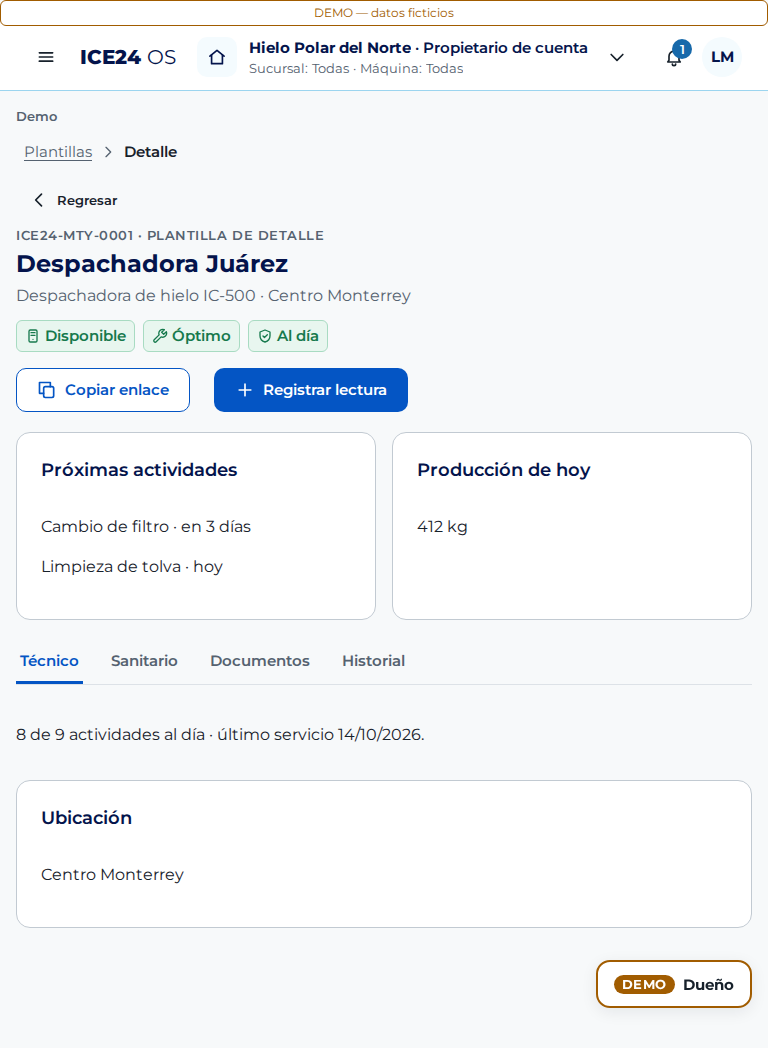 DEMO — datos ficticios
ICE24 OS
Hielo Polar del Norte · Propietario de cuenta
Sucursal: Todas · Máquina: Todas
1
LM
Demo
Plantillas
Detalle
Regresar
ICE24-MTY-0001 · PLANTILLA DE DETALLE
Despachadora Juárez
Despachadora de hielo IC-500 · Centro Monterrey
Disponible
Óptimo
Al día
Copiar enlace
Registrar lectura
Próximas actividades
Cambio de filtro · en 3 días
Limpieza de tolva · hoy
Producción de hoy
412 kg
Técnico
Sanitario
Documentos
Historial
8 de 9 actividades al día · último servicio 14/10/2026.
Ubicación
Centro Monterrey
DEMO Dueño